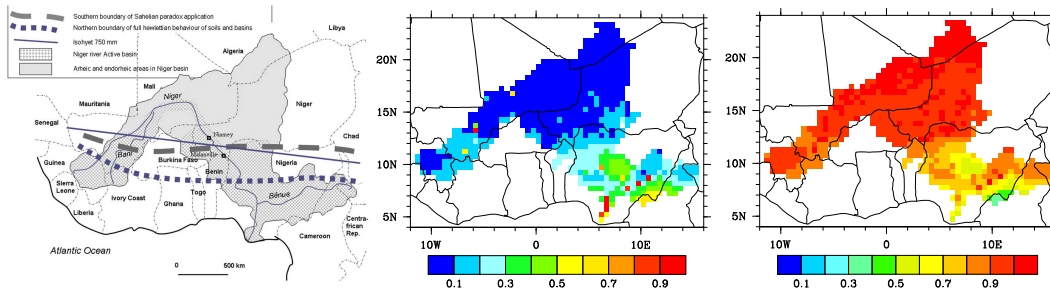 Southern boundary of Sahelian paradox application
Northern boundary of full hewlettian behaviour of soils and basins
Isohyet 750 mm
Niger river Active basin
Arheic and endorheic areas in Niger basin
Libya
Algeria
Mali
Niger
Niger
Mauritania
Senegal
Niamey
Chad
Malanville
Bani
Burkina Faso
Guinea
Nigeria
Benin
Sierra
Leone
Togo
Ivory Coast
Ghana
Bénue
Liberia
Centra-
african
Rep.
Cameroon
Atlantic Ocean
0 500 km
20N
15N
10N
5N
10W 0 10E
0.1 0.3 0.5 0.7 0.9
20N
15N
10N
5N
10W 0 10E
0.1 0.3 0.5 0.7 0.9